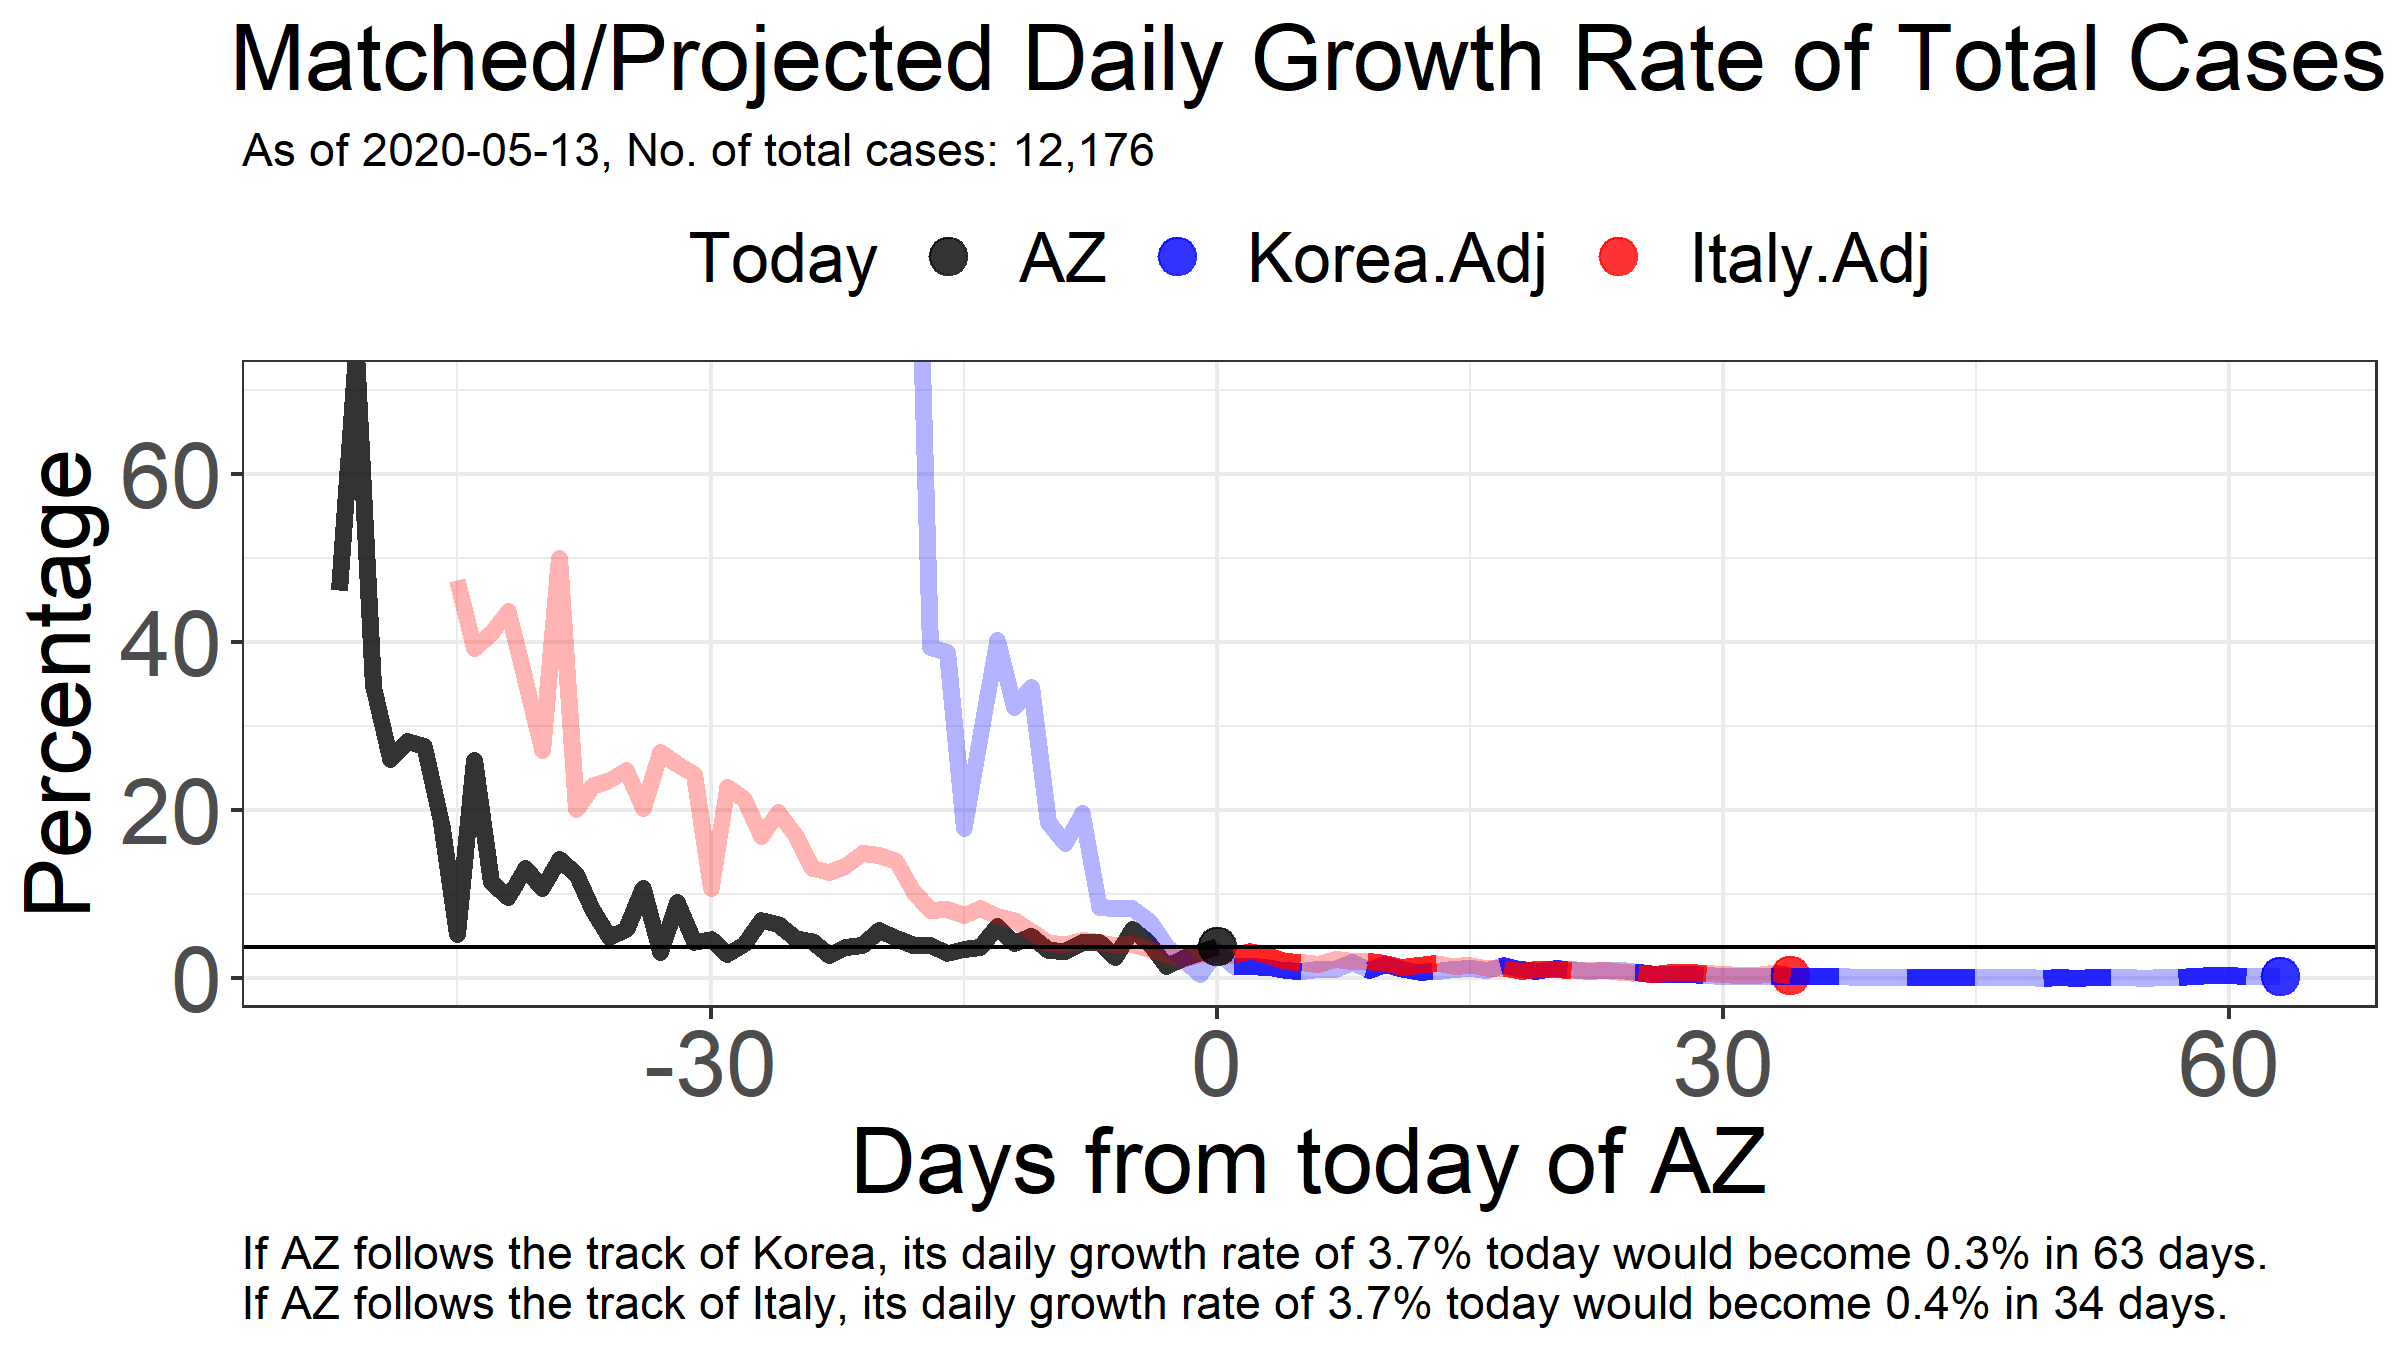 Matched/Projected Daily Growth Rate of Total Cases
As of 2020-05-13, No. of total cases: 12,176
Today AZ Korea.Adj Italy.Adj
Percentage
60
40
20
0
-30 0 30 60
Days from today of AZ
If AZ follows the track of Korea, its daily growth rate of 3.7% today would become 0.3% in 63 days.
If AZ follows the track of Italy, its daily growth rate of 3.7% today would become 0.4% in 34 days.